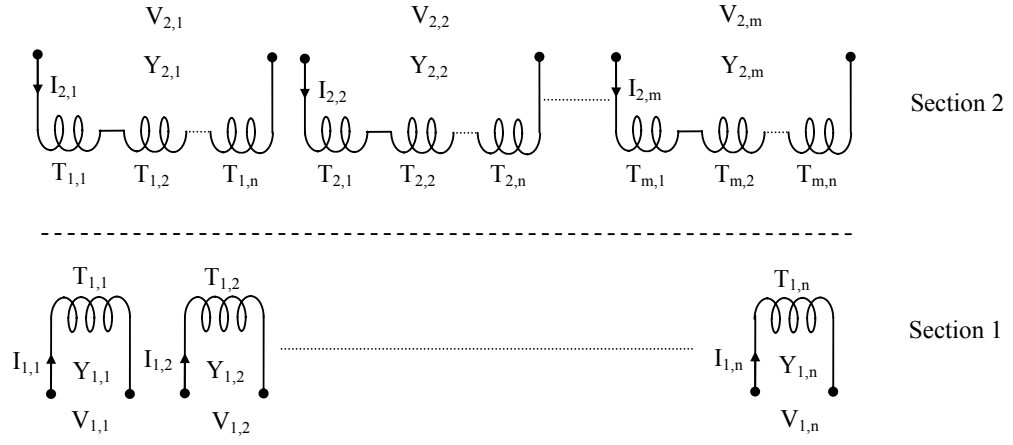 V2,1 V2,2 V2,m
Y2,1 Y2,2 Y2,m
I2,1 I2,2 I2,m
Section 2
T1,1 T1,2 T1,n T2,1 T2,2 T2,n Tm,1 Tm,2 Tm,n
T1,1 T1,2 T1,n
Section 1
I1,1 Y1,1 I1,2 Y1,2 I1,n Y1,n
V1,1 V1,2 V1,n